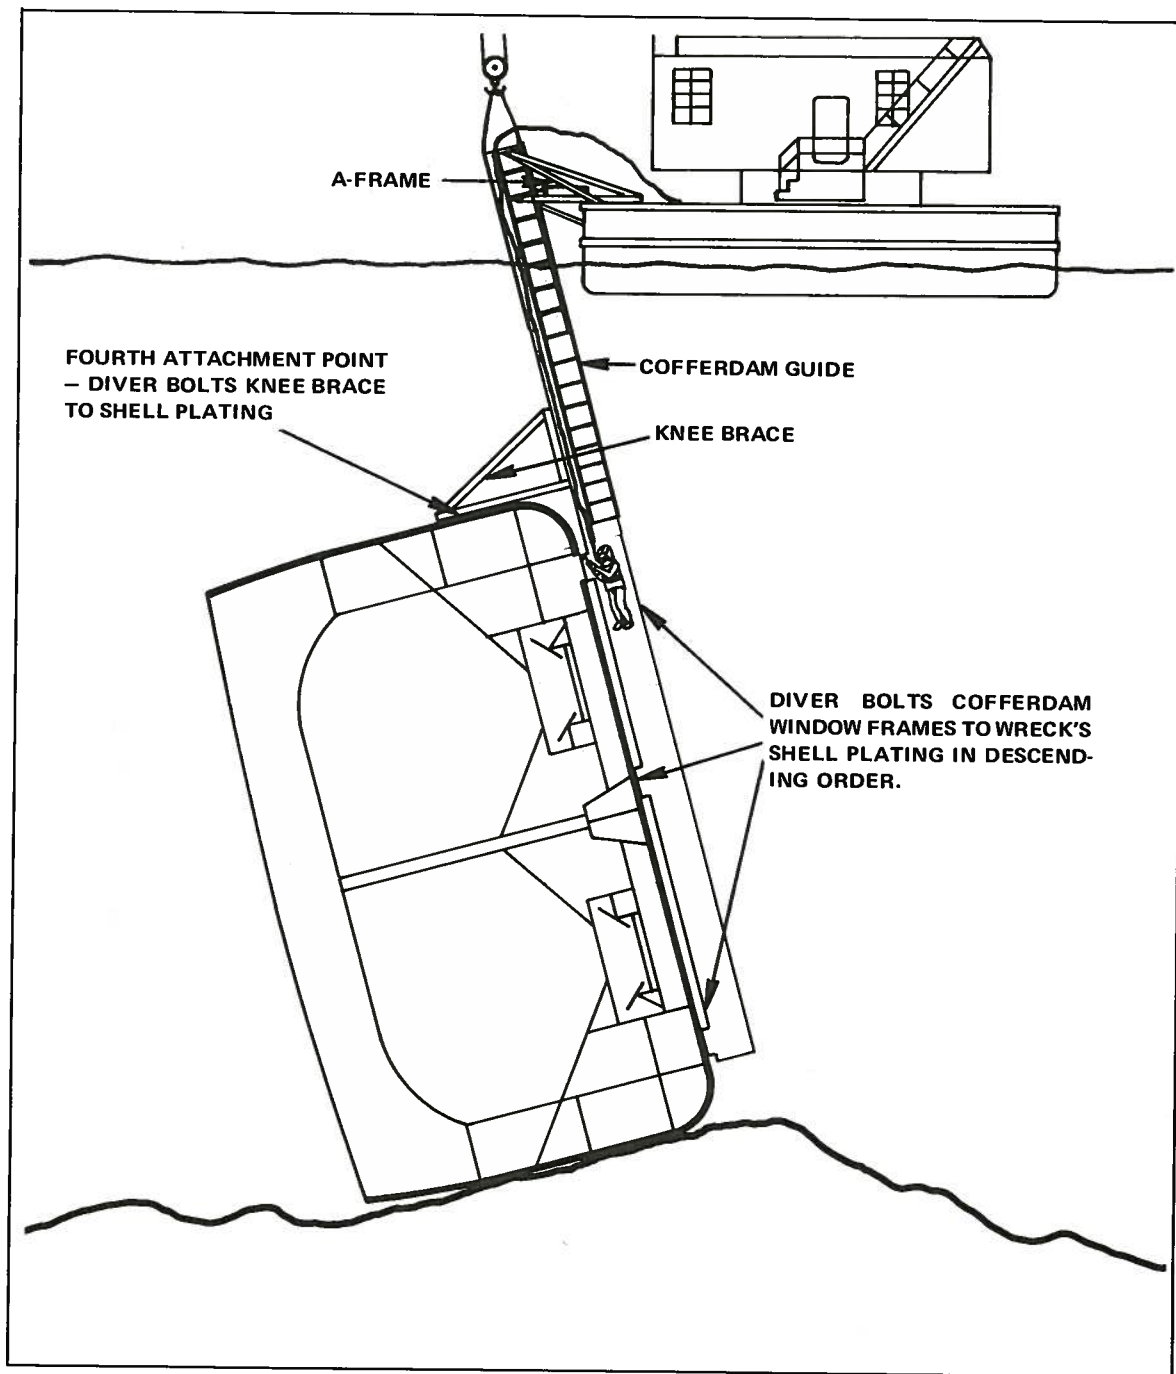 A-FRAME
FOURTH ATTACHMENT POINT
– DIVER BOLTS KNEE BRACE
TO SHELL PLATING
COFFERDAM GUIDE
KNEE BRACE
DIVER BOLTS COFFERDAM
WINDOW FRAMES TO WRECK'S
SHELL PLATING IN DESCEND-
ING ORDER.